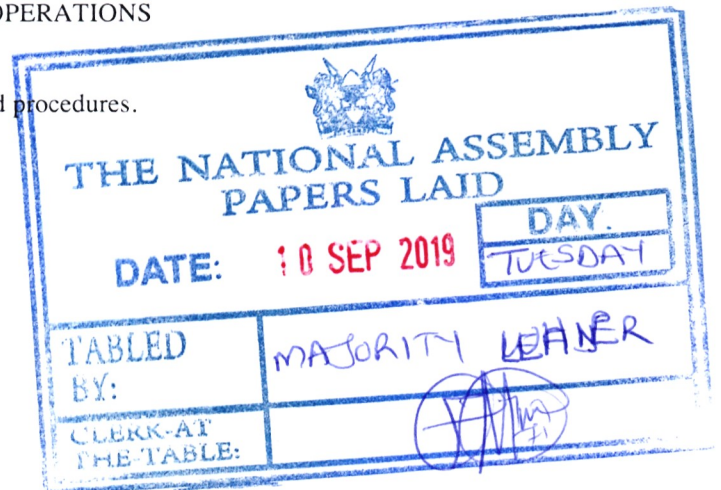 OPERATIONS
d procedures.
THE NATIONAL ASSEMBLY
PAPERS LAID
DATE: 10 SEP 2019
DAY.
TUESDAY
TABLED BY:
MAJORITY
CLERK-AT THE-TABLE: